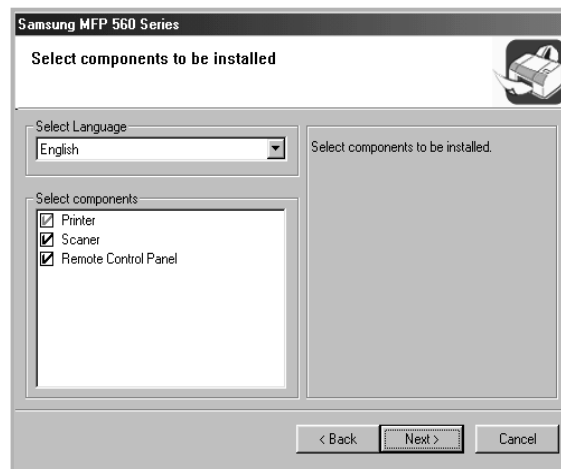 Samsung MFP 560 Series
Select components to be installed
Select Language
English
Select components to be installed.
Select components
Printer
Scaner
Remote Control Panel
< Back
Next >
Cancel